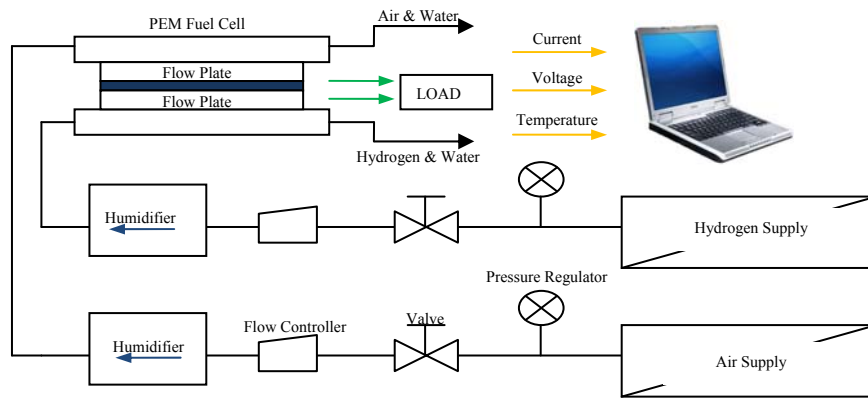 PEM Fuel Cell
Air & Water
Flow Plate
Flow Plate
LOAD
Current
Voltage
Temperature
Hydrogen & Water
Humidifier
Hydrogen Supply
Pressure Regulator
Humidifier
Flow Controller
Valve
Air Supply